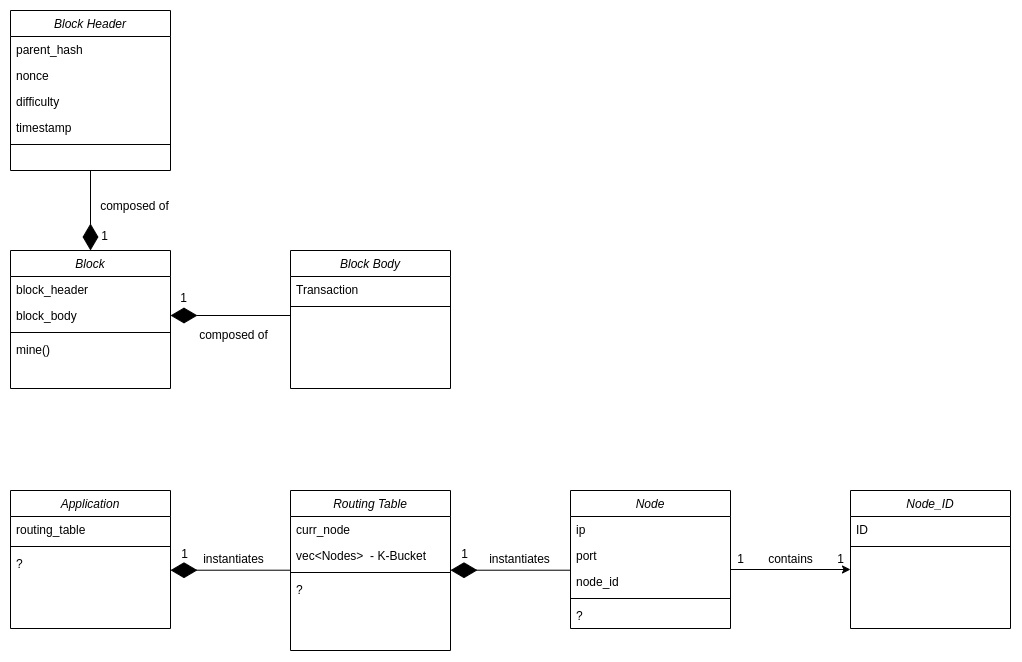 Block Header
parent_hash
nonce
difficulty
timestamp
composed of
1
Block
block_header
block_body
mine()
1
composed of
Block Body
Transaction
Application
routing_table
?
1
instantiates
Routing Table
curr_node
vec<Nodes>  - K-Bucket
?
1
instantiates
Node
ip
port
node_id
?
1
contains
1
Node_ID
ID